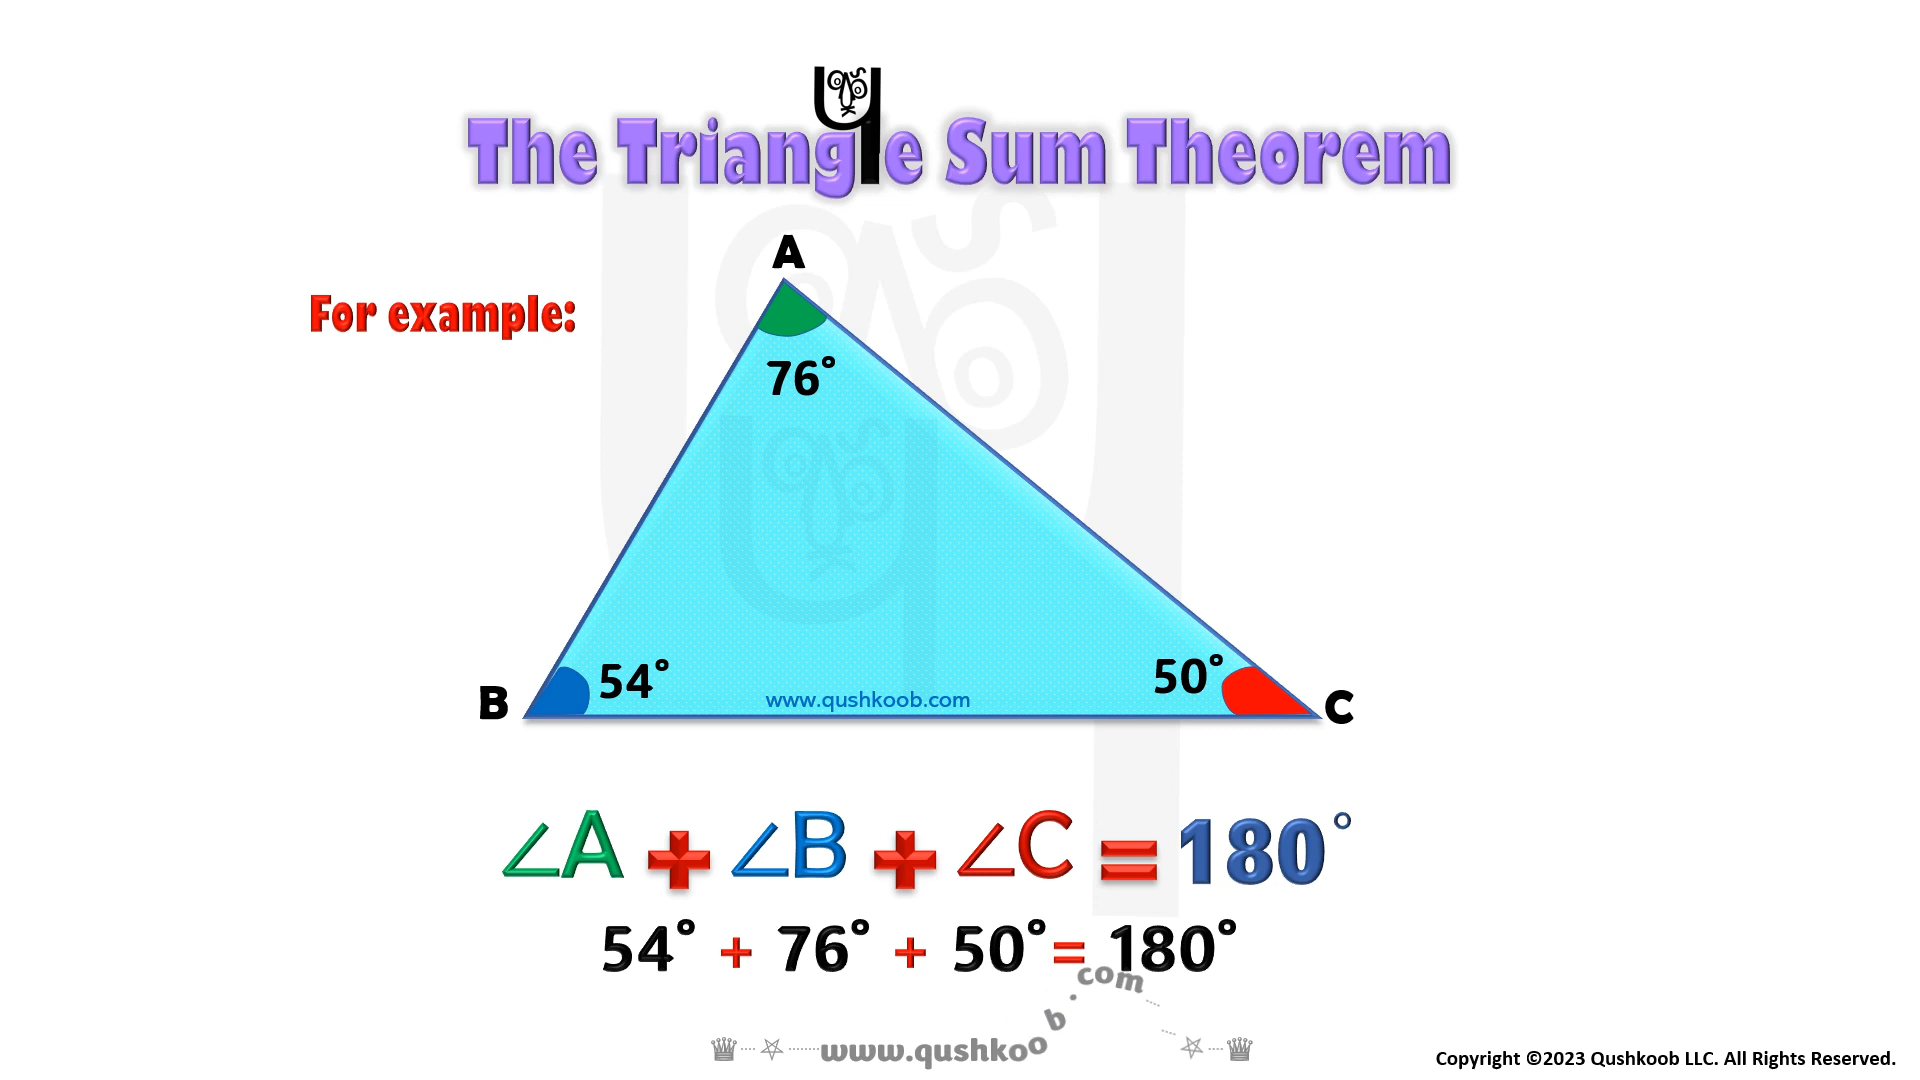 The Triangle Sum Theorem
For example:
A
76°
B
54°
50°
C
www.qushkoob.com
∠A + ∠B + ∠C = 180°
54° + 76° + 50° = 180°
www.qushkoob.com
Copyright ©2023 Qushkoob LLC. All Rights Reserved.